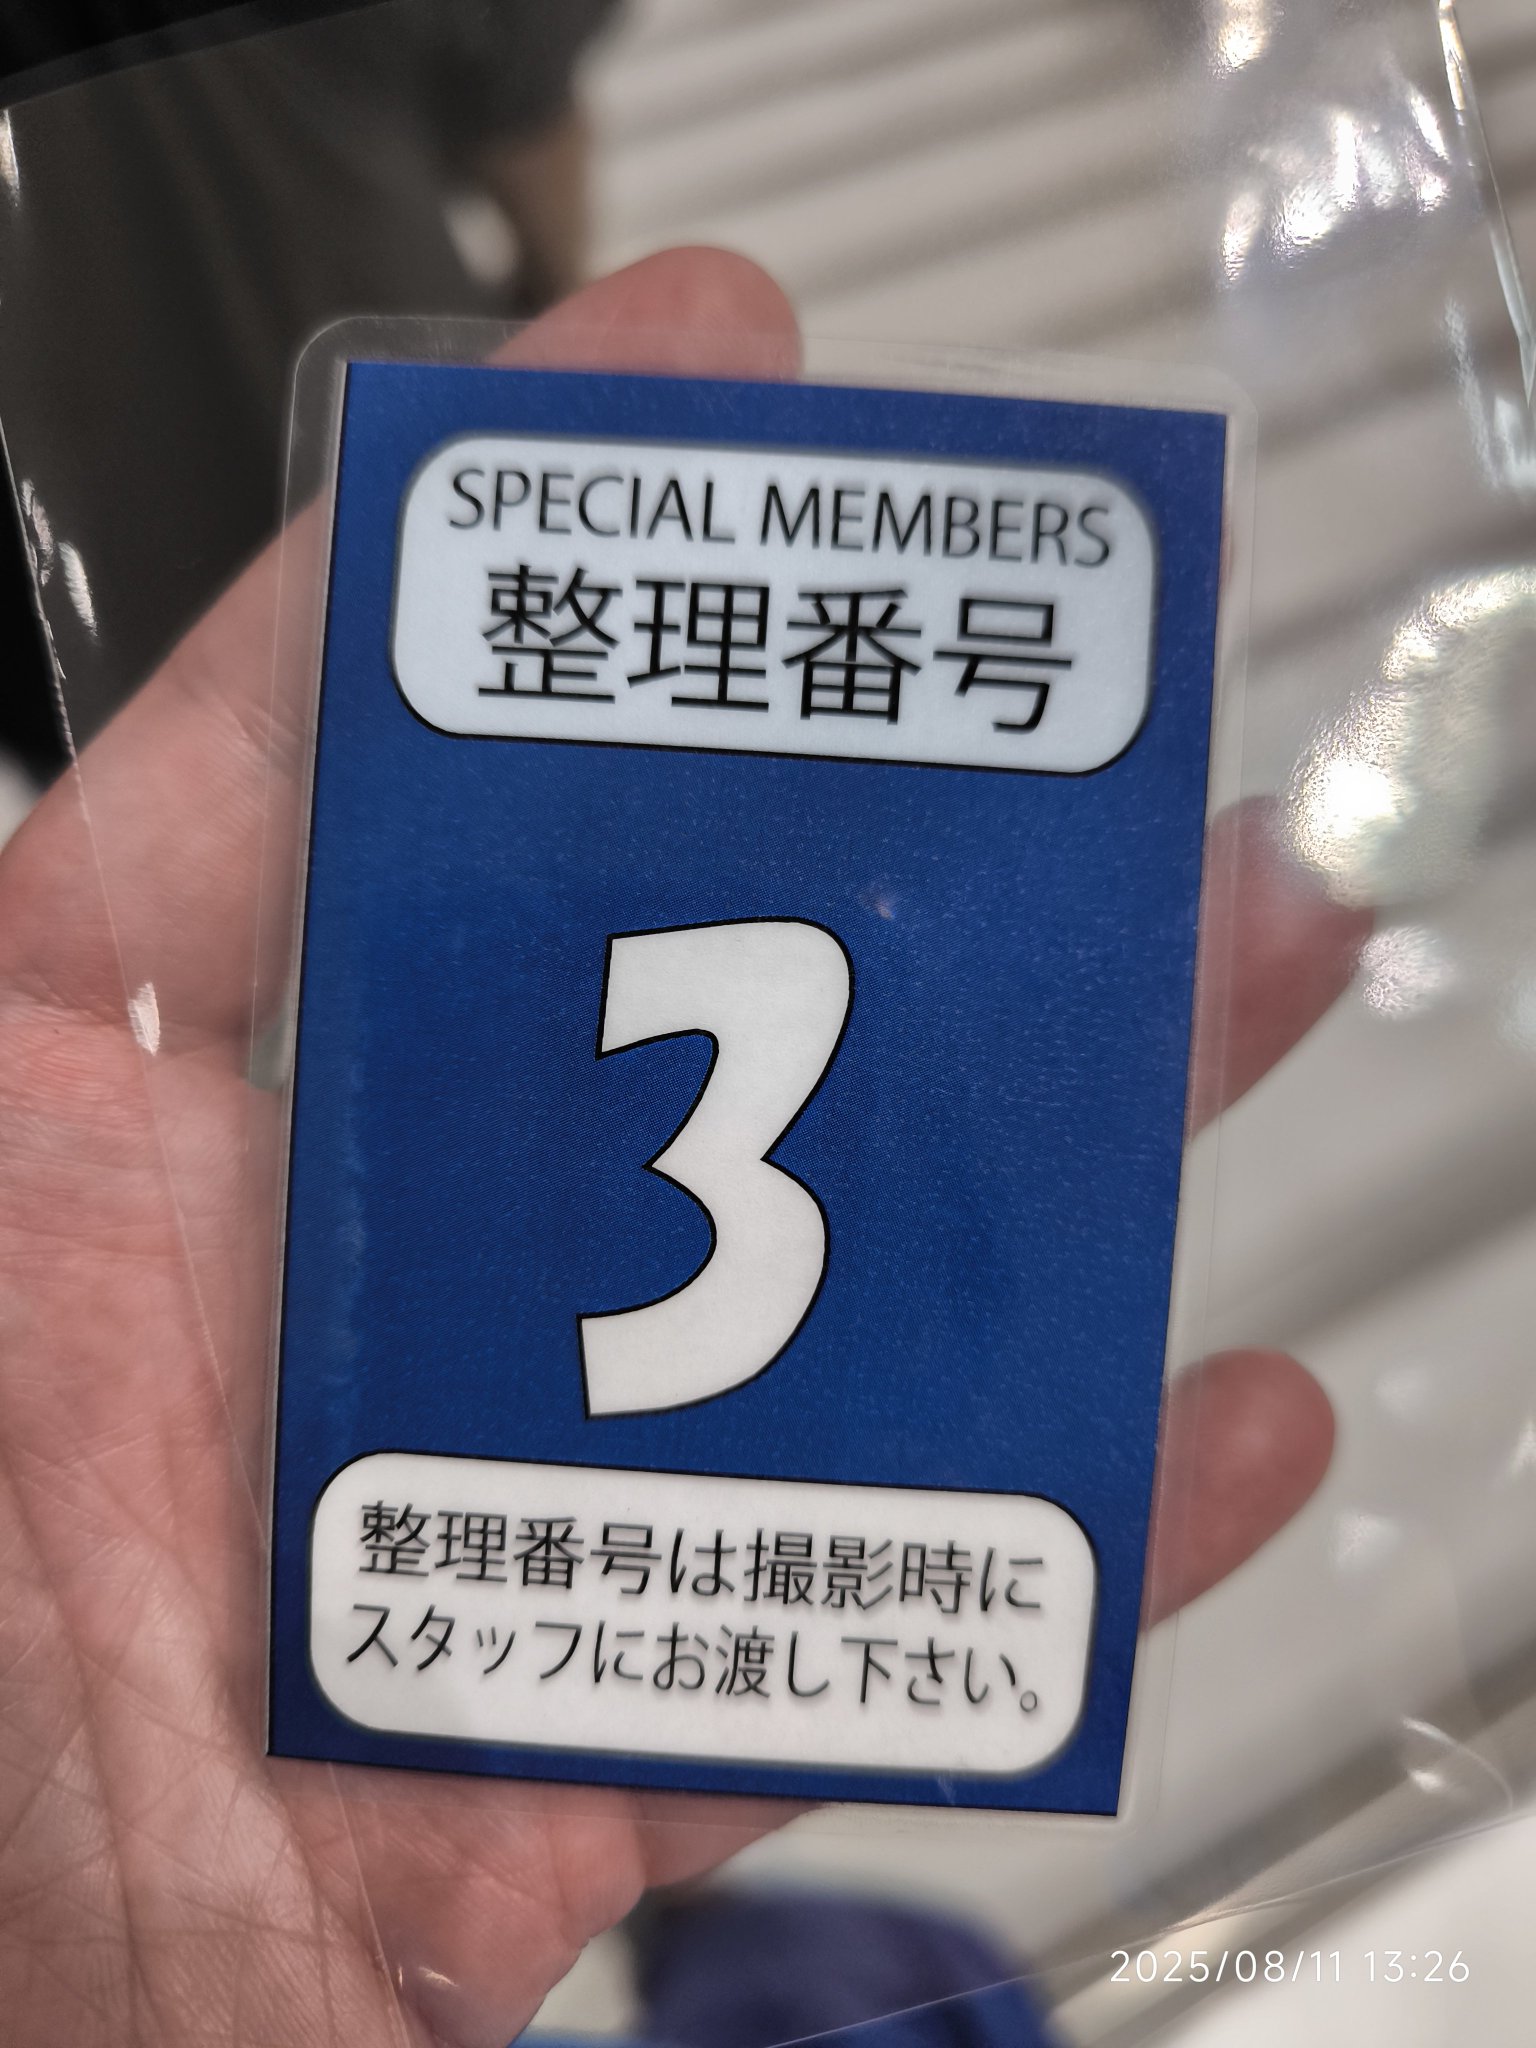 SPECIAL MEMBERS
整理番号
3
整理番号は撮影時に
スタッフにお渡し下さい。
2025/08/11 13:26